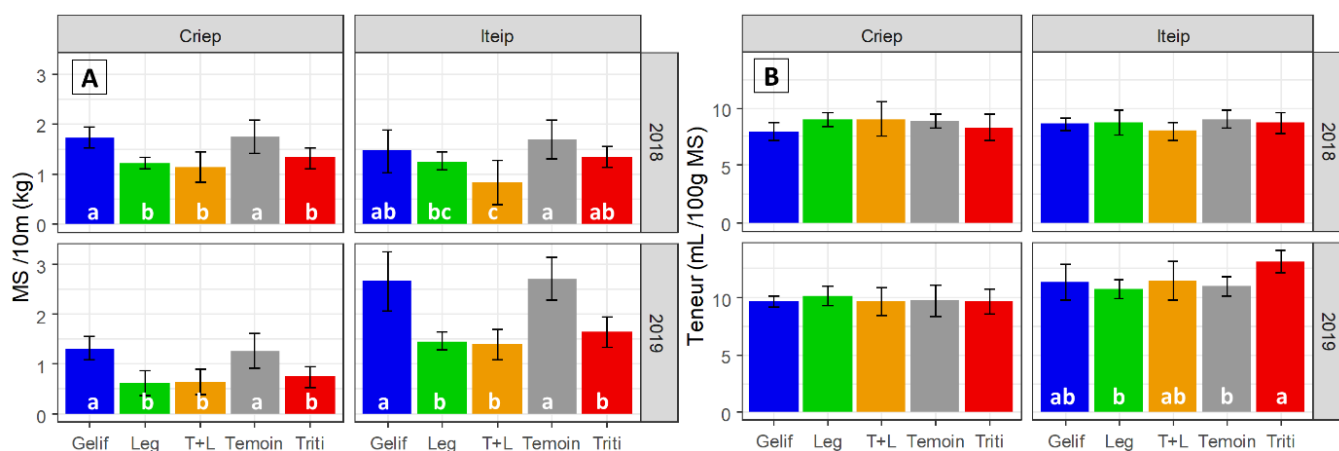 Criep
Iteip
A
MS /10m (kg)
3
2
1
0
a
b
b
a
b
ab
bc
c
a
ab
2018
3
2
1
0
a
b
b
a
b
a
b
b
a
b
2019
Gelif Leg T+L Temoin Triti
Gelif Leg T+L Temoin Triti
Criep
Iteip
B
Teneur (mL /100g MS)
10
5
0
2018
10
5
0
ab
b
ab
b
a
2019
Gelif Leg T+L Temoin Triti
Gelif Leg T+L Temoin Triti